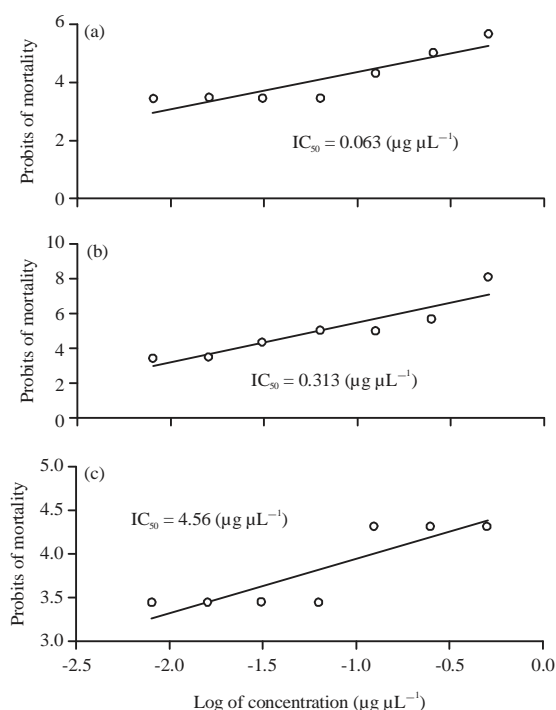 (a)
6
4
2
0
Probits of mortality
IC₅₀ = 0.063 (µg µL⁻¹)
(b)
10
8
6
4
2
0
Probits of mortality
IC₅₀ = 0.313 (µg µL⁻¹)
(c)
5.0
4.5
4.0
3.5
3.0
Probits of mortality
IC₅₀ = 4.56 (µg µL⁻¹)
-2.5 -2.0 -1.5 -1.0 -0.5 0.0
Log of concentration (µg µL⁻¹)